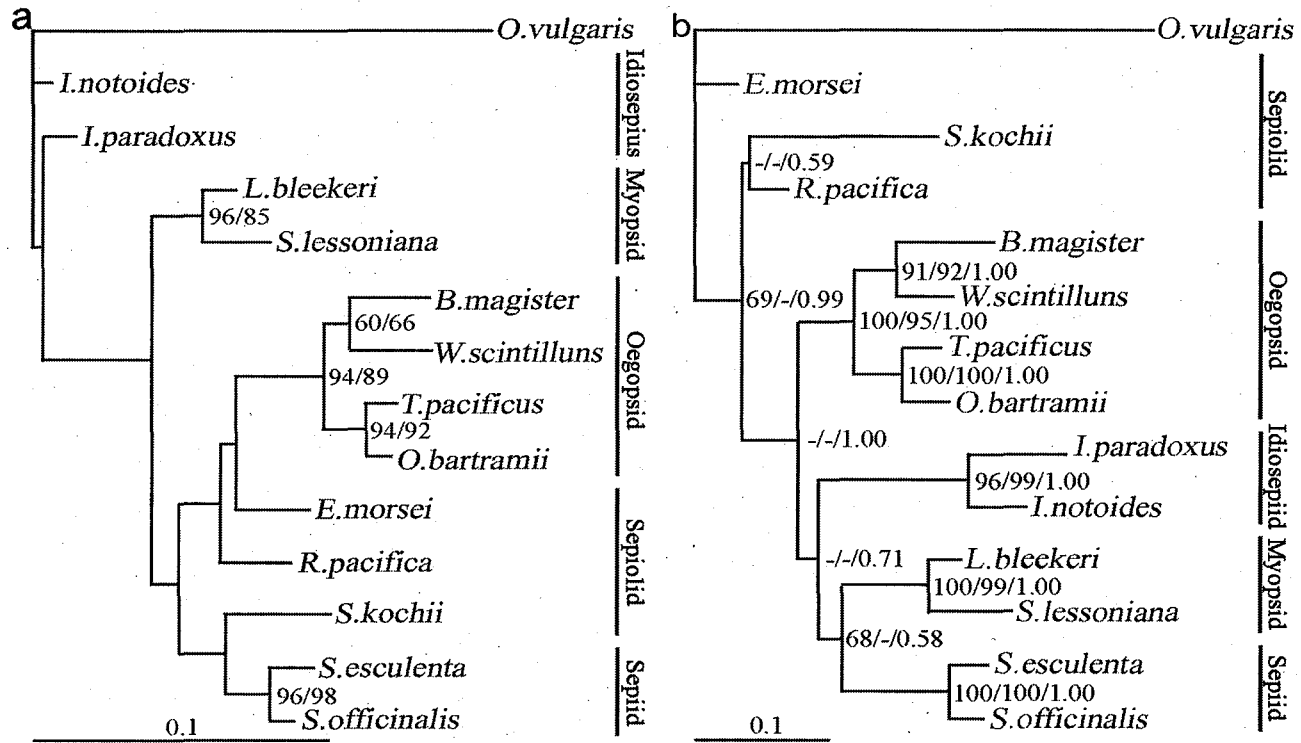 a
O.vulgaris
I.notoides
I.paradoxus
Idiosepius
L.bleekeri
96/85
S.lessoniana
Myopsid
B.magister
60/66
W.scintilluns
94/89
T.pacificus
94/92
O.bartramii
Oegopsid
E.morsei
R.pacifica
S.kochii
Sepiolid
S.esculenta
96/98
S.officinalis
Sepiid
0.1
b
O.vulgaris
E.morsei
S.kochii
-/-/0.59
R.pacifica
Sepiolid
B.magister
91/92/1.00
W.scintilluns
69/-/0.99
100/95/1.00
T.pacificus
100/100/1.00
O.bartramii
Oegopsid
-/-/1.00
I.paradoxus
96/99/1.00
I.notoides
Idiosepiid
-/-/0.71
L.bleekeri
100/99/1.00
S.lessoniana
Myopsid
68/-/0.58
S.esculenta
100/100/1.00
S.officinalis
Sepiid
0.1